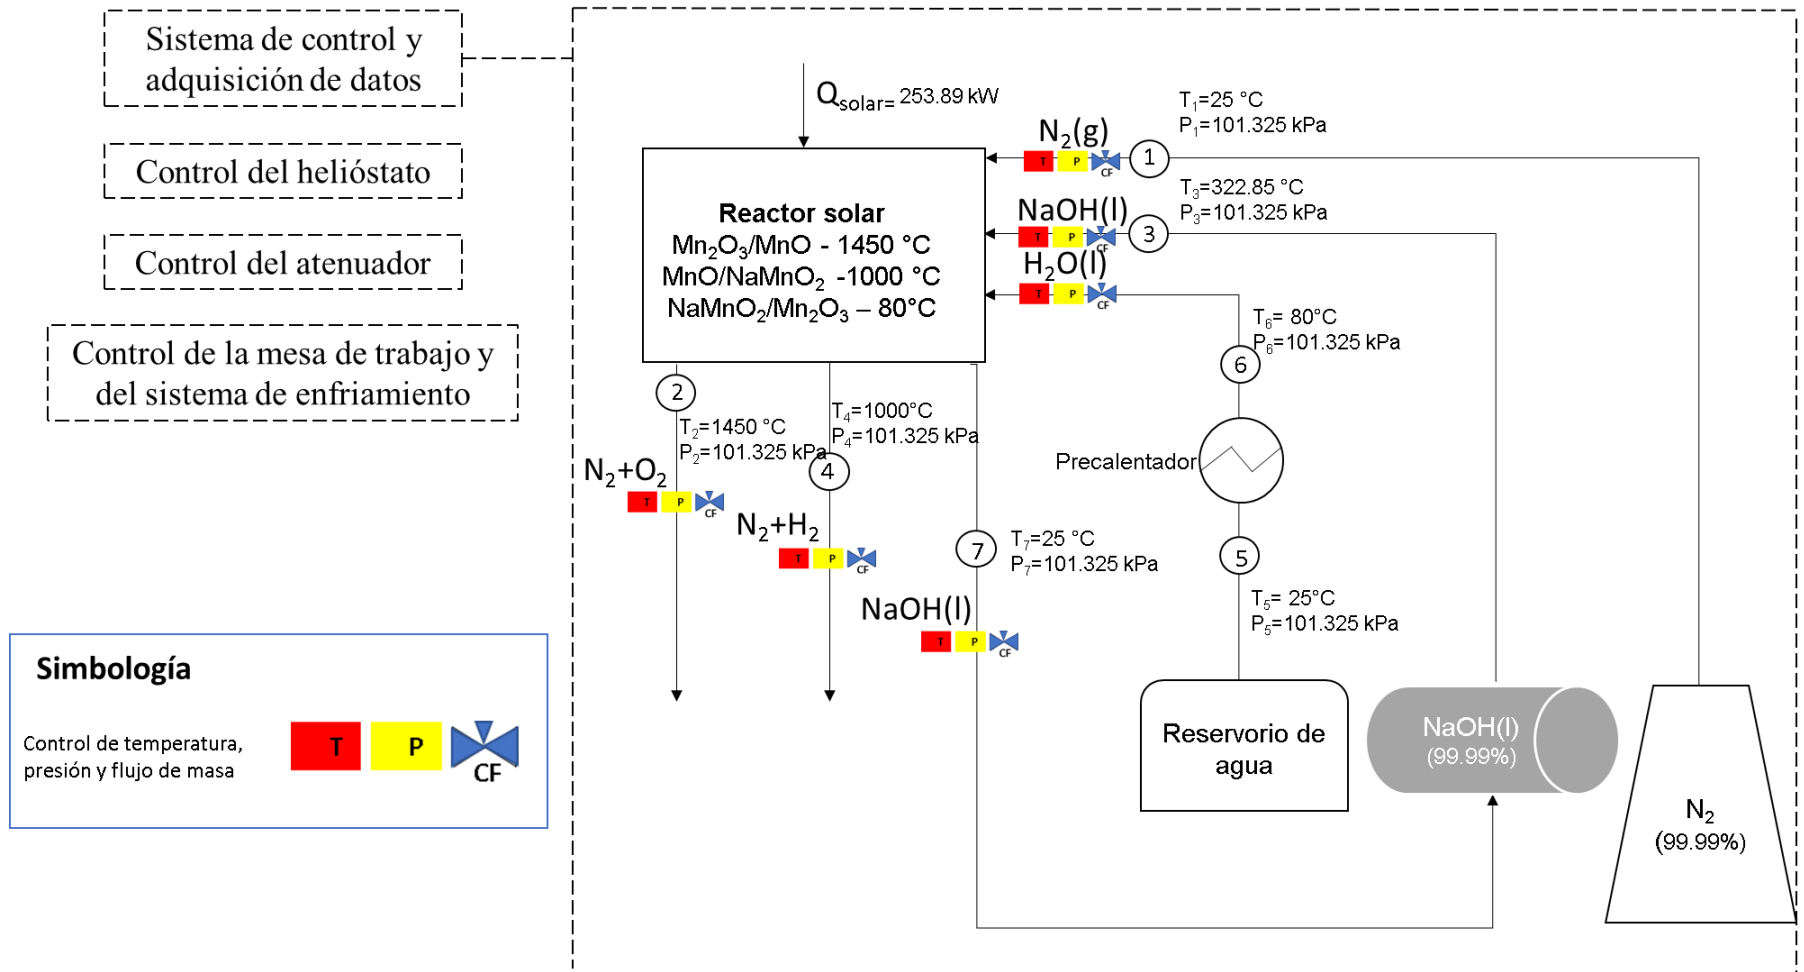 Sistema de control y
adquisición de datos
Control del helióstato
Control del atenuador
Control de la mesa de trabajo y
del sistema de enfriamiento
Qsolar= 253.89 kW
Reactor solar
Mn₂O₃/MnO - 1450 °C
MnO/NaMnO₂ -1000 °C
NaMnO₂/Mn₂O₃ – 80°C
N₂(g)
T P CF
1
T₁=25 °C
P₁=101.325 kPa
NaOH(l)
T P CF
3
T₃=322.85 °C
P₃=101.325 kPa
H₂O(l)
T P
T₆= 80°C
P₆=101.325 kPa
6
Precalentador
5
T₅= 25°C
P₅=101.325 kPa
2
T₂=1450 °C
P₂=101.325 kPa
N₂+O₂
T P CF
T₄=1000°C
P₄=101.325 kPa
4
N₂+H₂
T P CF
7
T₇=25 °C
P₇=101.325 kPa
NaOH(l)
T P CF
Reservorio de
agua
NaOH(l)
(99.99%)
N₂
(99.99%)
Simbología
Control de temperatura,
presión y flujo de masa
T P CF